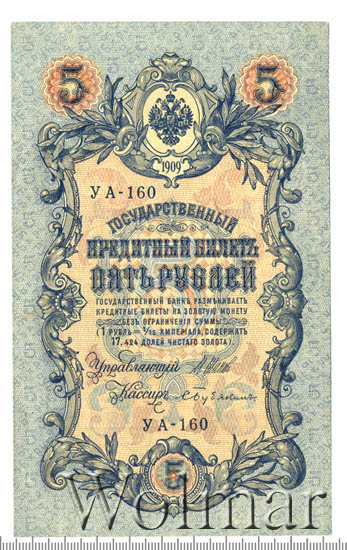 5 5
1909
УА-160
ГОСУДАРСТВЕННЫЙ
КРЕДИТНЫЙ БИЛЕТЪ
ПЯТЬ РУБЛЕЙ
ГОСУДАРСТВЕННЫЙ БАНКЪ РАЗМѢНИВАЕТЪ
КРЕДИТНЫЕ БИЛЕТЫ НА ЗОЛОТУЮ МОНЕТУ
БЕЗЪ ОГРАНИЧЕНІЯ СУММЫ
(1 РУБЛЬ = 1/15 ИМПЕРІАЛА, СОДЕРЖИТЪ
17,424 ДОЛЕЙ ЧИСТАГО ЗОЛОТА).
Управляющій
Кассиръ
УА-160
5
Wolmar